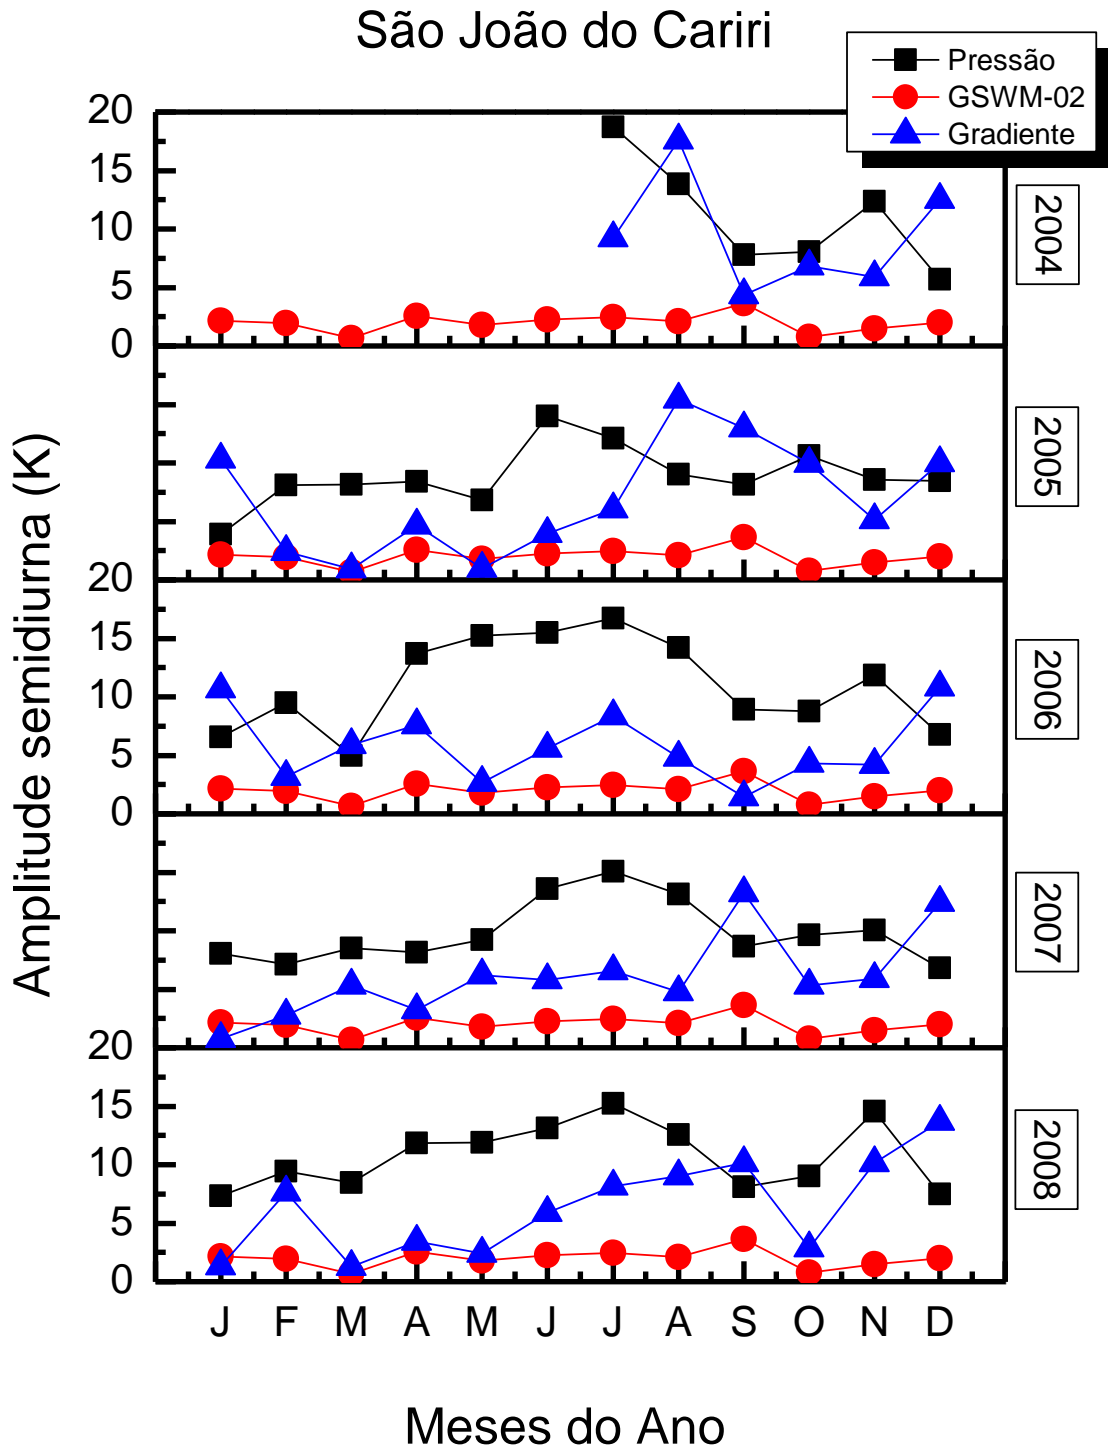 São João do Cariri
Pressão
GSWM-02
Gradiente
20
15
10
5
0
2004
2005
20
15
10
5
0
2006
2007
20
15
10
5
0
2008
Amplitude semidiurna (K)
J F M A M J J A S O N D
Meses do Ano